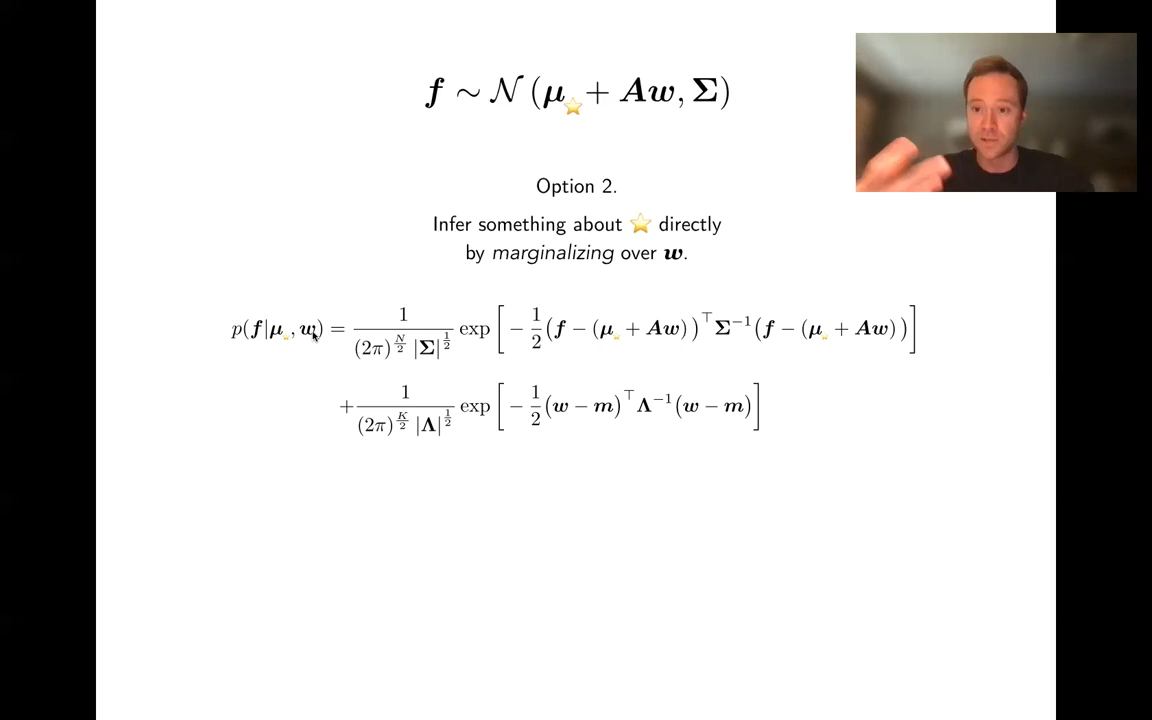 f ∼ 𝒩 (μ⭐ + Aw, Σ)
Option 2.
Infer something about ⭐ directly
by marginalizing over w.
p(f|μ⭐, w) = 1/((2π)^{N/2} |Σ|^{1/2}) exp[ − 1/2 (f − (μ⭐ + Aw))^⊤ Σ^{−1} (f − (μ⭐ + Aw)) ]
+ 1/((2π)^{K/2} |Λ|^{1/2}) exp[ − 1/2 (w − m)^⊤ Λ^{−1} (w − m) ]